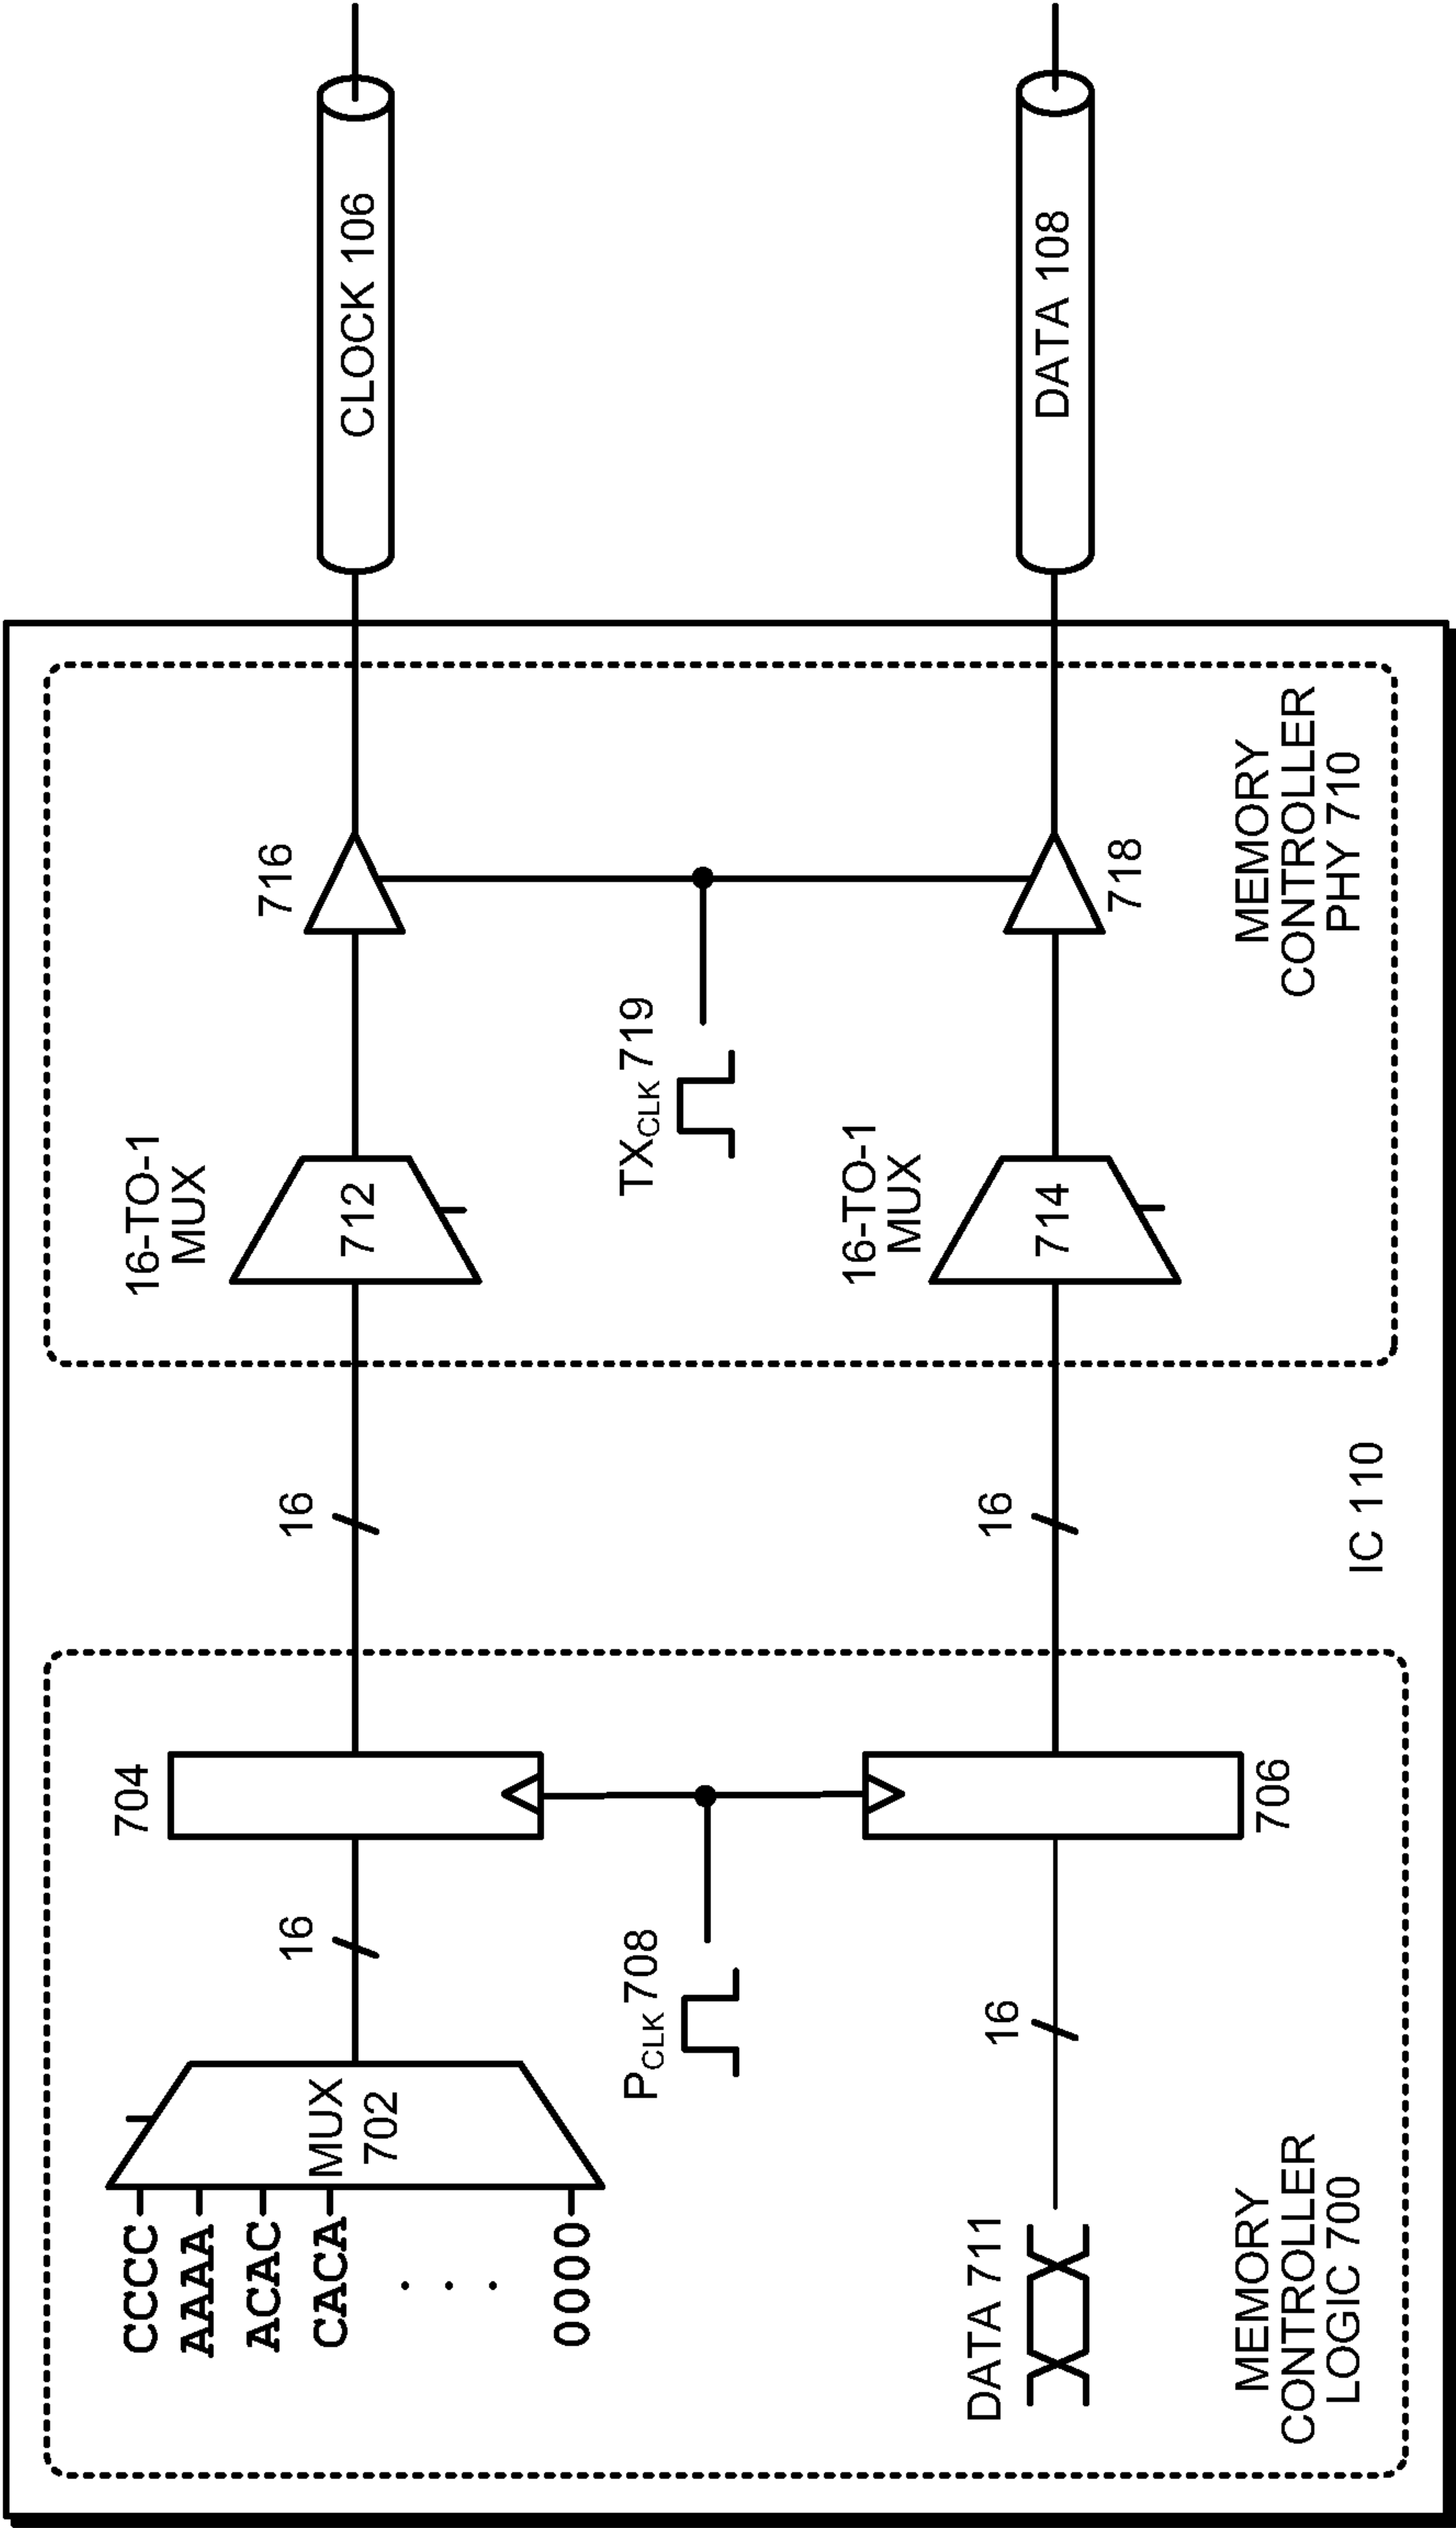 CCCC
AAAA
ACAC
CACA
. . .
0000
MUX
702
16
704
16
16-TO-1
MUX
712
716
CLOCK 106
PCLK 708
TXCLK 719
DATA 711
16
706
16
16-TO-1
MUX
714
718
DATA 108
MEMORY
CONTROLLER
LOGIC 700
IC 110
MEMORY
CONTROLLER
PHY 710